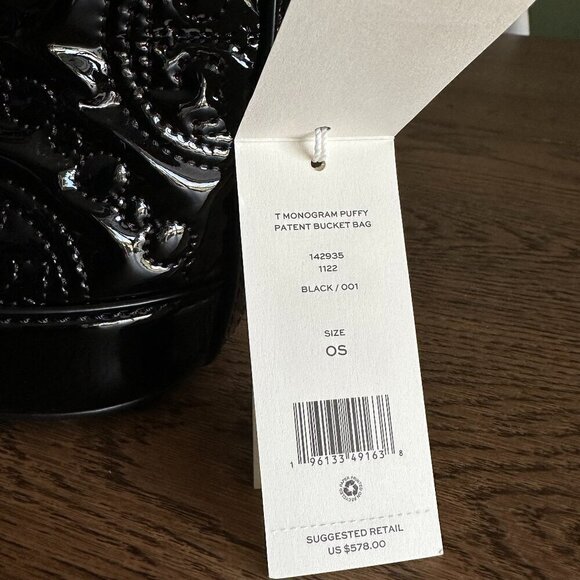 T MONOGRAM PUFFY
PATENT BUCKET BAG
142935
1122
BLACK / 001
SIZE
OS
1 96133 49163 8
SUGGESTED RETAIL
US $578.00